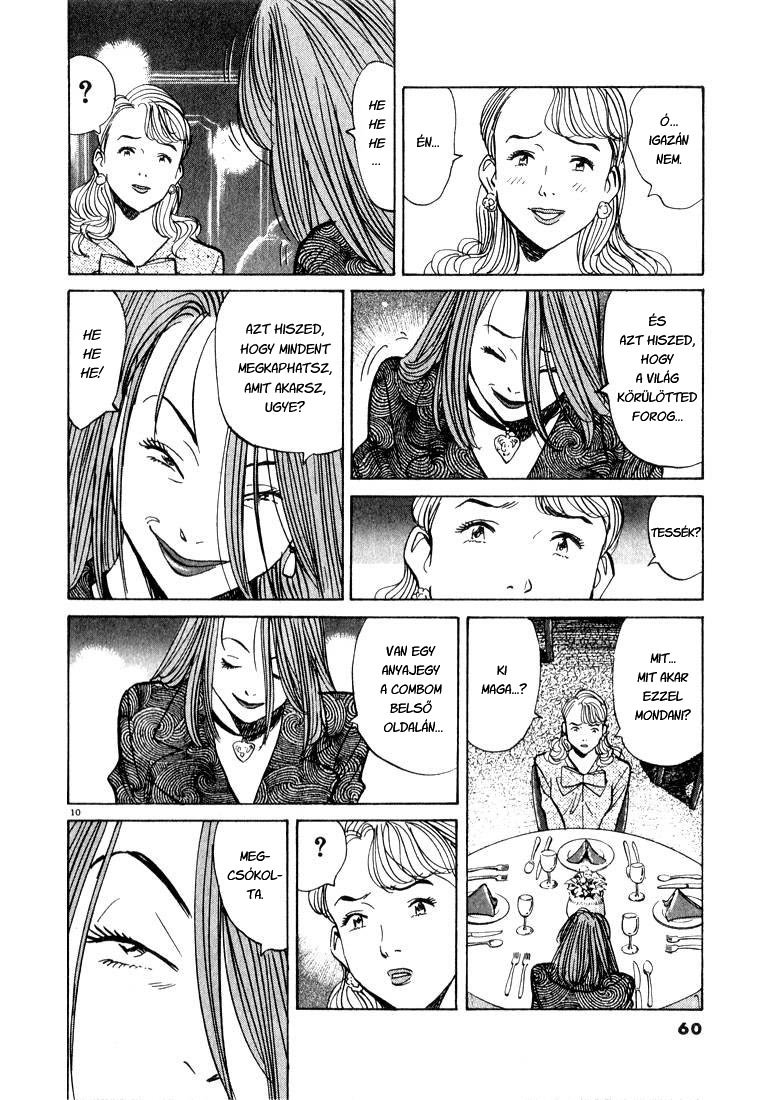 Ó...
IGAZÁN
NEM.
ÉN...
HE
HE
HE
...
?
ÉS
AZT HISZED,
HOGY
A VILÁG
KÖRÜLÖTTED
FOROG...
AZT HISZED,
HOGY MINDENT
MEGKAPHATSZ,
AMIT AKARSZ,
UGYE?
HE
HE
HE!
TESSÉK?
MIT...
MIT AKAR
EZZEL
MONDANI?
KI
MAGA...?
VAN EGY
ANYAJEGY
A COMBOM
BELSŐ
OLDALÁN...
10
?
MEG-
CSÓKOL-
TA.
60